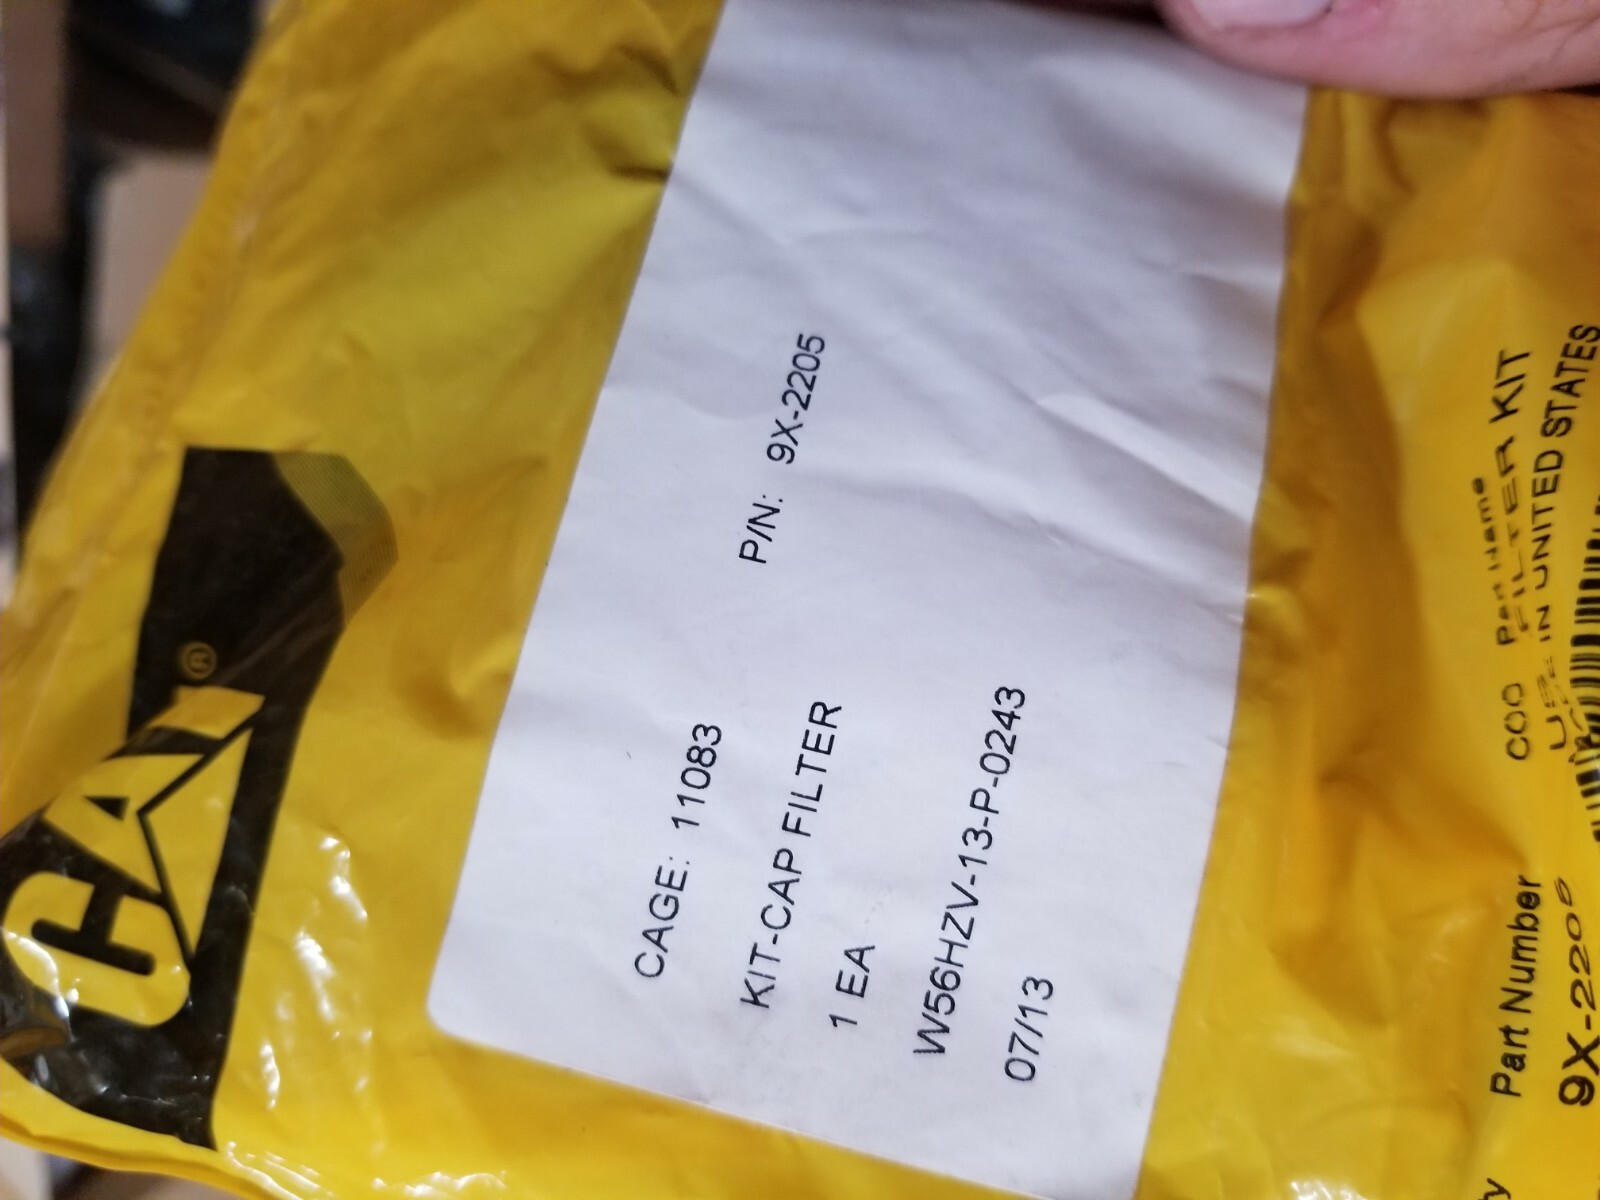 CAT®
CAGE: 11083
KIT-CAP FILTER P/N: 9X-2205
1 EA
W56HZV-13-P-0243
07/13
COO Part Name
FILTER KIT
IN UNITED STATES
Part Number
9X-2205